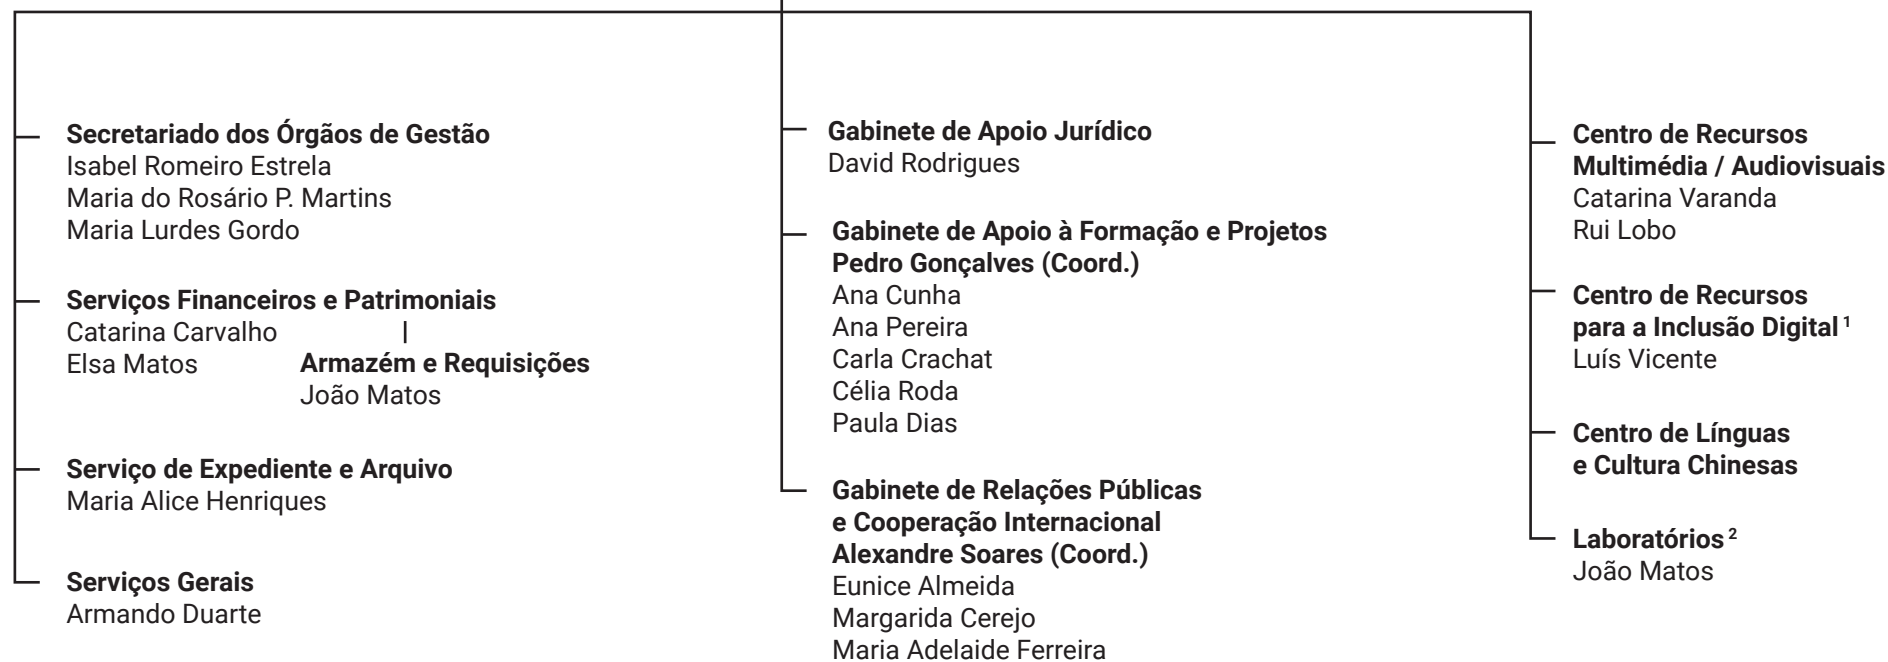 Secretariado dos Órgãos de Gestão
Isabel Romeiro Estrela
Maria do Rosário P. Martins
Maria Lurdes Gordo
Serviços Financeiros e Patrimoniais
Catarina Carvalho
Elsa Matos
Armazém e Requisições
João Matos
Serviço de Expediente e Arquivo
Maria Alice Henriques
Serviços Gerais
Armando Duarte
Gabinete de Apoio Jurídico
David Rodrigues
Gabinete de Apoio à Formação e Projetos
Pedro Gonçalves (Coord.)
Ana Cunha
Ana Pereira
Carla Crachat
Célia Roda
Paula Dias
Gabinete de Relações Públicas
e Cooperação Internacional
Alexandre Soares (Coord.)
Eunice Almeida
Margarida Cerejo
Maria Adelaide Ferreira
Centro de Recursos
Multimédia / Audiovisuais
Catarina Varanda
Rui Lobo
Centro de Recursos
para a Inclusão Digital ¹
Luís Vicente
Centro de Línguas
e Cultura Chinesas
Laboratórios ²
João Matos